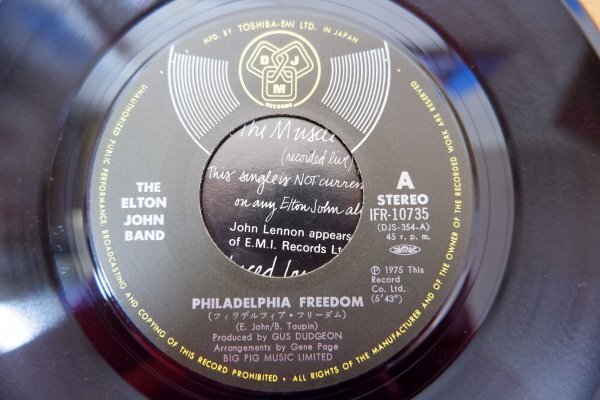 MFD. BY TOSHIBA-EMI LTD. IN JAPAN
DJM
RECORDS
UNAUTHORIZED PUBLIC PERFORMANCE, BROADCASTING AND COPYING OF THIS RECORD PROHIBITED • ALL RIGHTS OF THE MANUFACTURER AND OF THE OWNER OF THE RECORDED WORK ARE RESERVED
THE
ELTON
JOHN
BAND
The Muscle
(recorded live)
This single is NOT curren
on any Elton John al
John Lennon appears
of E.M.I. Records Lt
A
STEREO
IFR-10735
(DJS-354-A)
45 r. p. m.
JASRAC
Ⓟ 1975 This
Record Co. Ltd.
(5'43")
PHILADELPHIA FREEDOM
(フィラデルフィア・フリーダム)
(E. John/B. Taupin)
Produced by GUS DUDGEON
Arrangements by Gene Page
BIG PIG MUSIC LIMITED